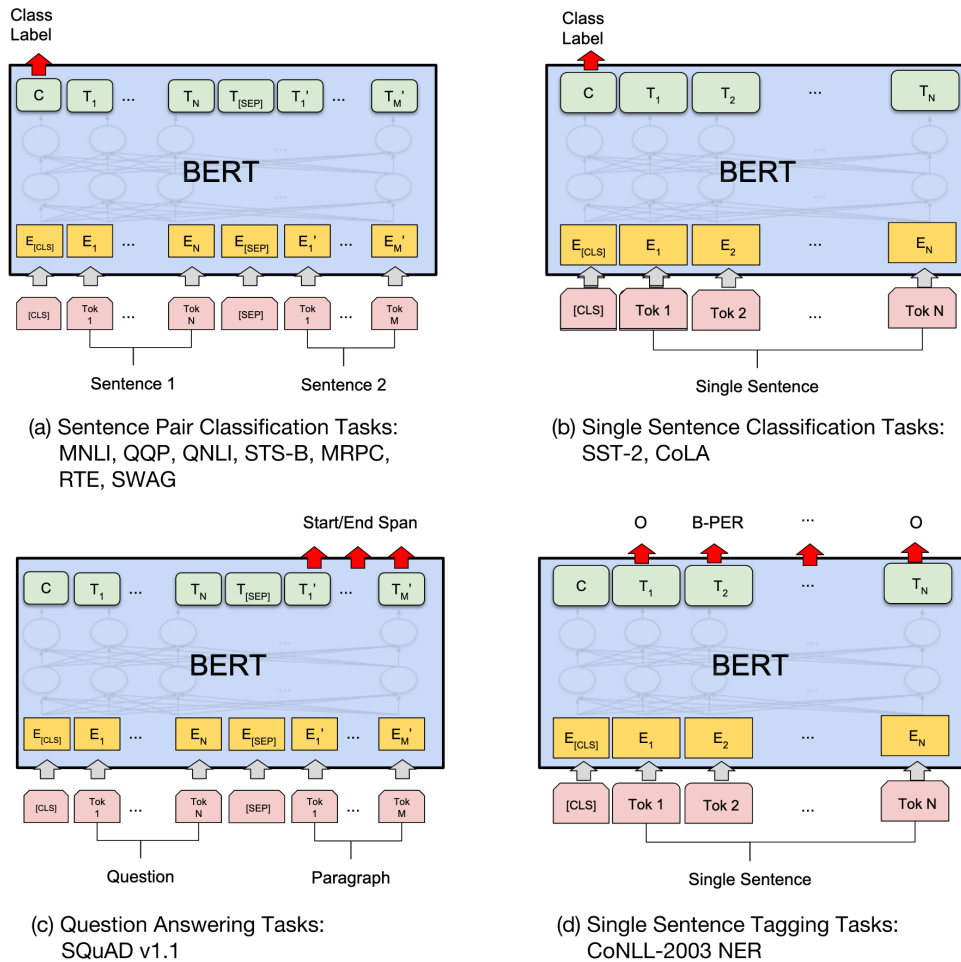 Class
Label
C T1 ... TN T[SEP] T1' ... TM'
...
BERT
...
E[CLS] E1 ... EN E[SEP] E1' ... EM'
[CLS] Tok 1 ... Tok N [SEP] Tok 1 ... Tok M
Sentence 1 Sentence 2
(a) Sentence Pair Classification Tasks:
MNLI, QQP, QNLI, STS-B, MRPC,
RTE, SWAG
Class
Label
C T1 T2 ... TN
...
BERT
...
E[CLS] E1 E2 ... EN
[CLS] Tok 1 Tok 2 ... Tok N
Single Sentence
(b) Single Sentence Classification Tasks:
SST-2, CoLA
Start/End Span
C T1 ... TN T[SEP] T1' ... TM'
...
BERT
...
E[CLS] E1 ... EN E[SEP] E1' ... EM'
[CLS] Tok 1 ... Tok N [SEP] Tok 1 ... Tok M
Question Paragraph
(c) Question Answering Tasks:
SQuAD v1.1
O B-PER ... O
C T1 T2 ... TN
...
BERT
...
E[CLS] E1 E2 ... EN
[CLS] Tok 1 Tok 2 ... Tok N
Single Sentence
(d) Single Sentence Tagging Tasks:
CoNLL-2003 NER